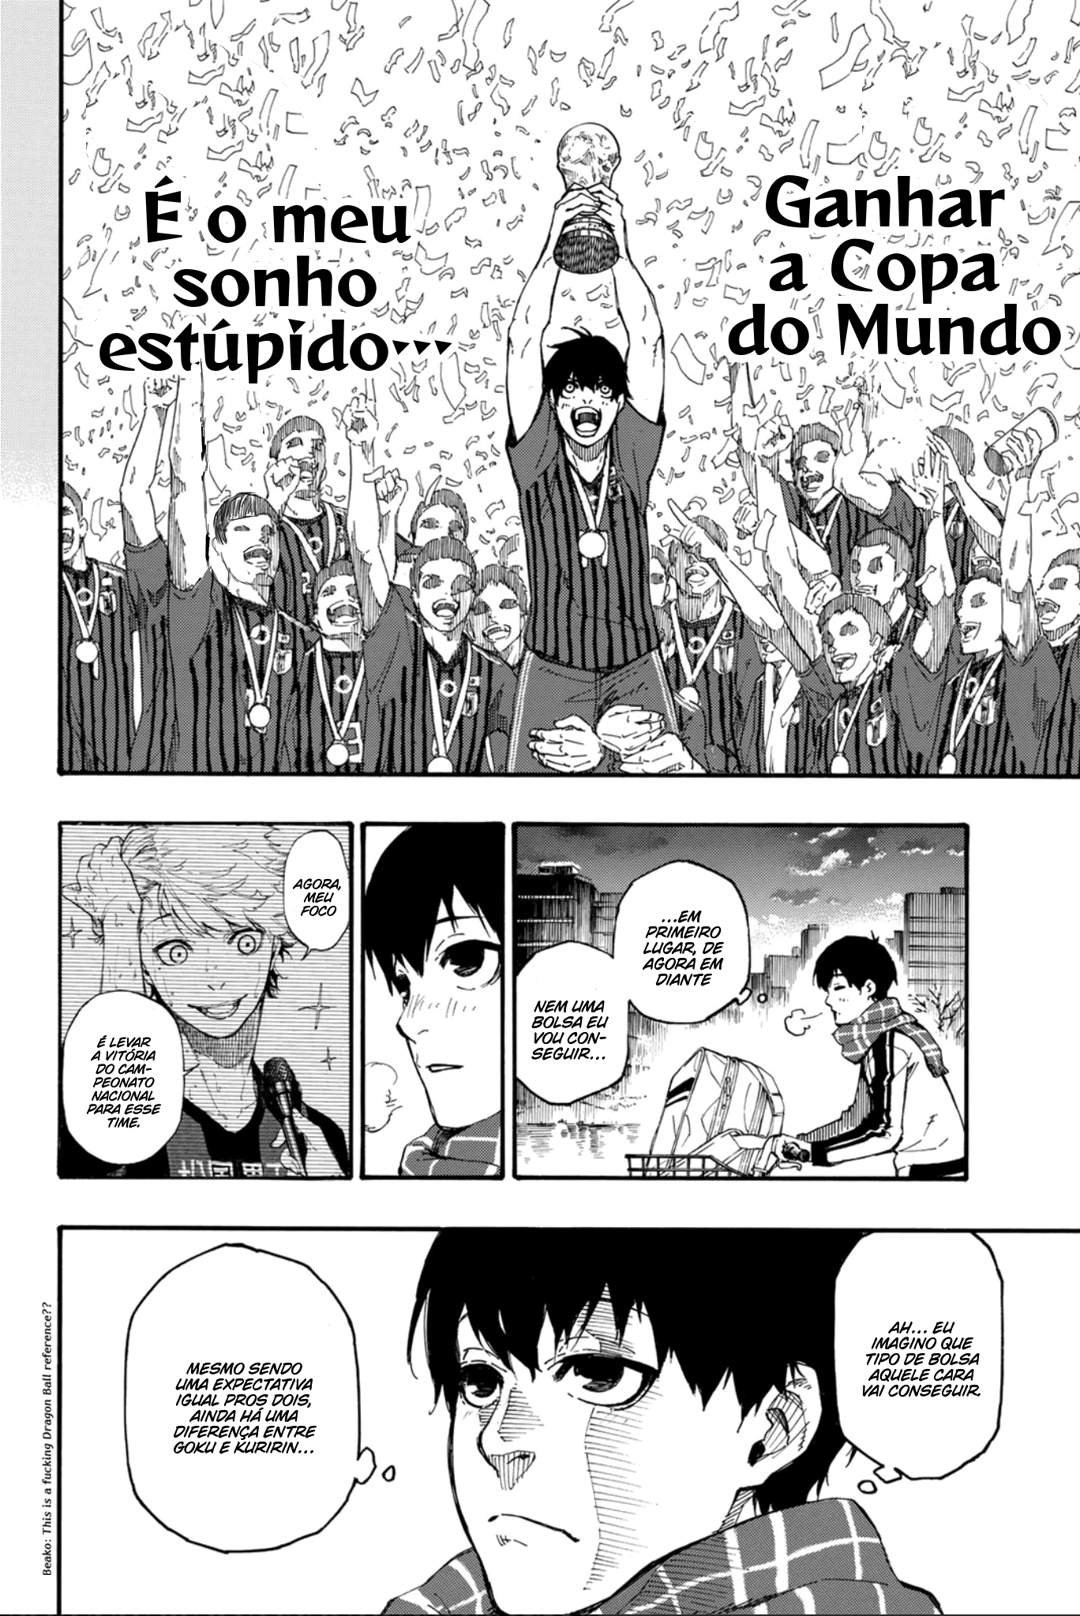 Ganhar
a Copa
do Mundo
É o meu
sonho
estúpido...
...EM
PRIMEIRO
LUGAR, DE
AGORA EM
DIANTE
NEM UMA
BOLSA EU
VOU CON-
SEGUIR...
AGORA,
MEU
FOCO
É LEVAR
A VITÓRIA
DO CAM-
PEONATO
NACIONAL
PARA ESSE
TIME.
AH... EU
IMAGINO QUE
TIPO DE BOLSA
AQUELE CARA
VAI CONSEGUIR.
MESMO SENDO
UMA EXPECTATIVA
IGUAL PROS DOIS,
AINDA HÁ UMA
DIFERENÇA ENTRE
GOKU E KURIRIN...
Beako: This is a fucking Dragon Ball reference??